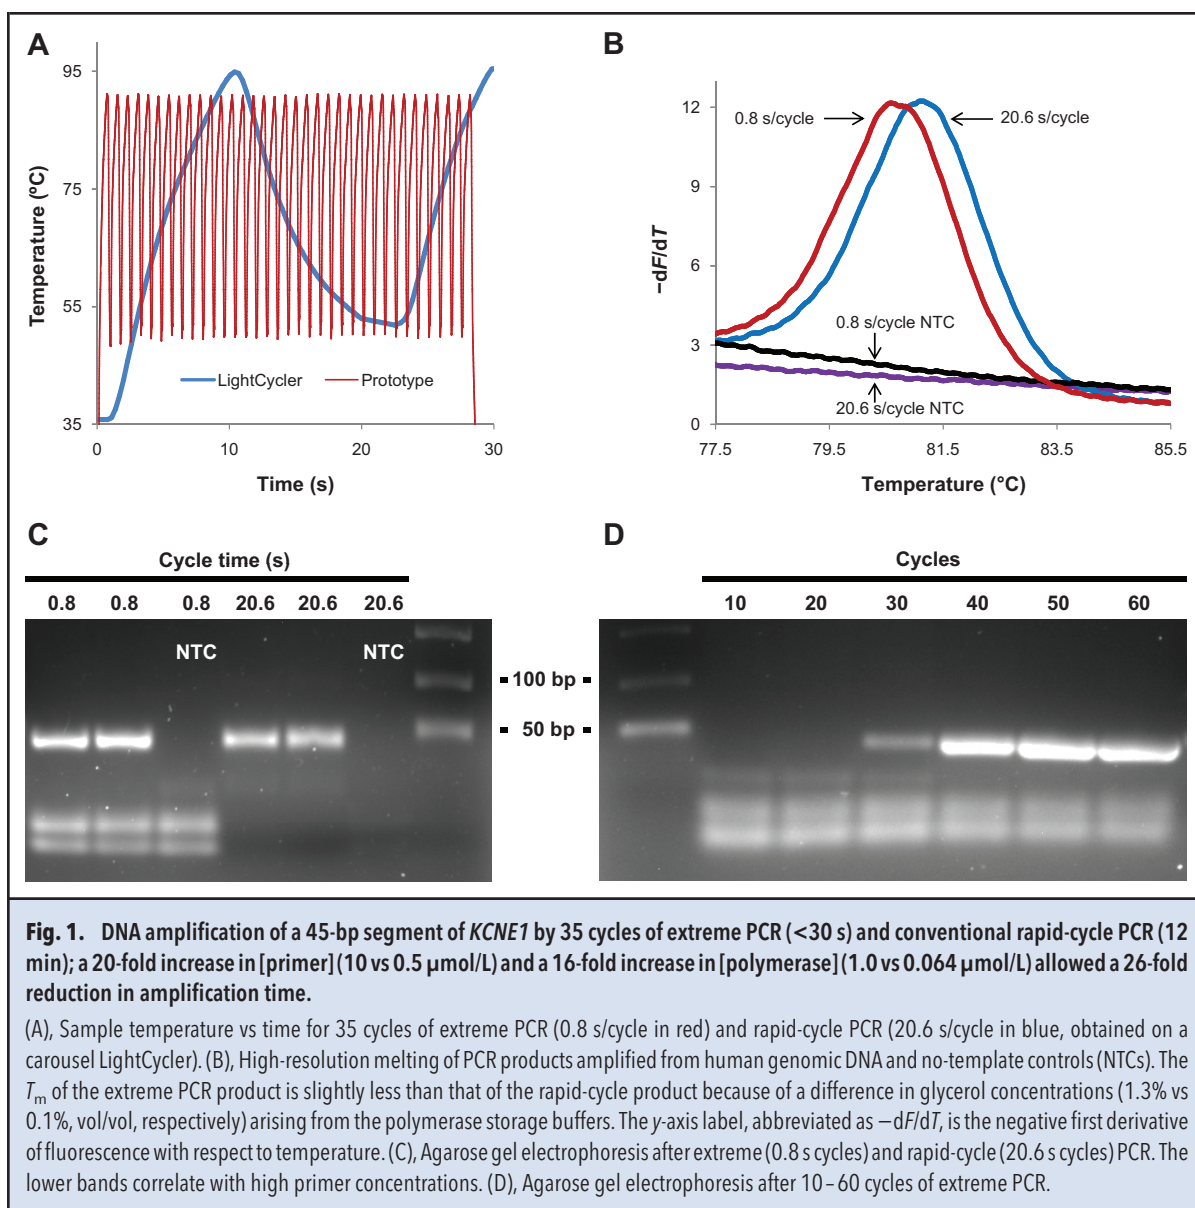 A
95
75
55
35
Temperature (ºC)
0
10
20
30
Time (s)
LightCycler
Prototype
B
12
9
6
3
0
−dF/dT
0.8 s/cycle
20.6 s/cycle
0.8 s/cycle NTC
20.6 s/cycle NTC
77.5
79.5
81.5
83.5
85.5
Temperature (°C)
C
Cycle time (s)
0.8 0.8 0.8 20.6 20.6 20.6
NTC NTC
100 bp
50 bp
D
Cycles
10 20 30 40 50 60
Fig. 1. DNA amplification of a 45-bp segment of KCNE1 by 35 cycles of extreme PCR (<30 s) and conventional rapid-cycle PCR (12
min); a 20-fold increase in [primer] (10 vs 0.5 μmol/L) and a 16-fold increase in [polymerase] (1.0 vs 0.064 μmol/L) allowed a 26-fold
reduction in amplification time.
(A), Sample temperature vs time for 35 cycles of extreme PCR (0.8 s/cycle in red) and rapid-cycle PCR (20.6 s/cycle in blue, obtained on a
carousel LightCycler). (B), High-resolution melting of PCR products amplified from human genomic DNA and no-template controls (NTCs). The
Tm of the extreme PCR product is slightly less than that of the rapid-cycle product because of a difference in glycerol concentrations (1.3% vs
0.1%, vol/vol, respectively) arising from the polymerase storage buffers. The y-axis label, abbreviated as −dF/dT, is the negative first derivative
of fluorescence with respect to temperature. (C), Agarose gel electrophoresis after extreme (0.8 s cycles) and rapid-cycle (20.6 s cycles) PCR. The
lower bands correlate with high primer concentrations. (D), Agarose gel electrophoresis after 10–60 cycles of extreme PCR.